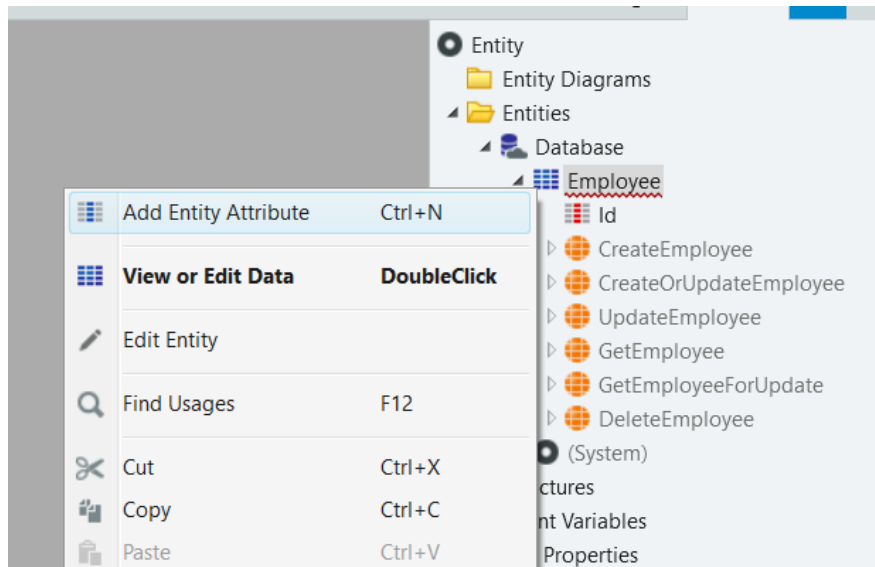 Entity
Entity Diagrams
Entities
Database
Employee
Id
CreateEmployee
CreateOrUpdateEmployee
UpdateEmployee
GetEmployee
GetEmployeeForUpdate
DeleteEmployee
(System)
ctures
nt Variables
Properties
Add Entity Attribute Ctrl+N
View or Edit Data DoubleClick
Edit Entity
Find Usages F12
Cut Ctrl+X
Copy Ctrl+C
Paste Ctrl+V